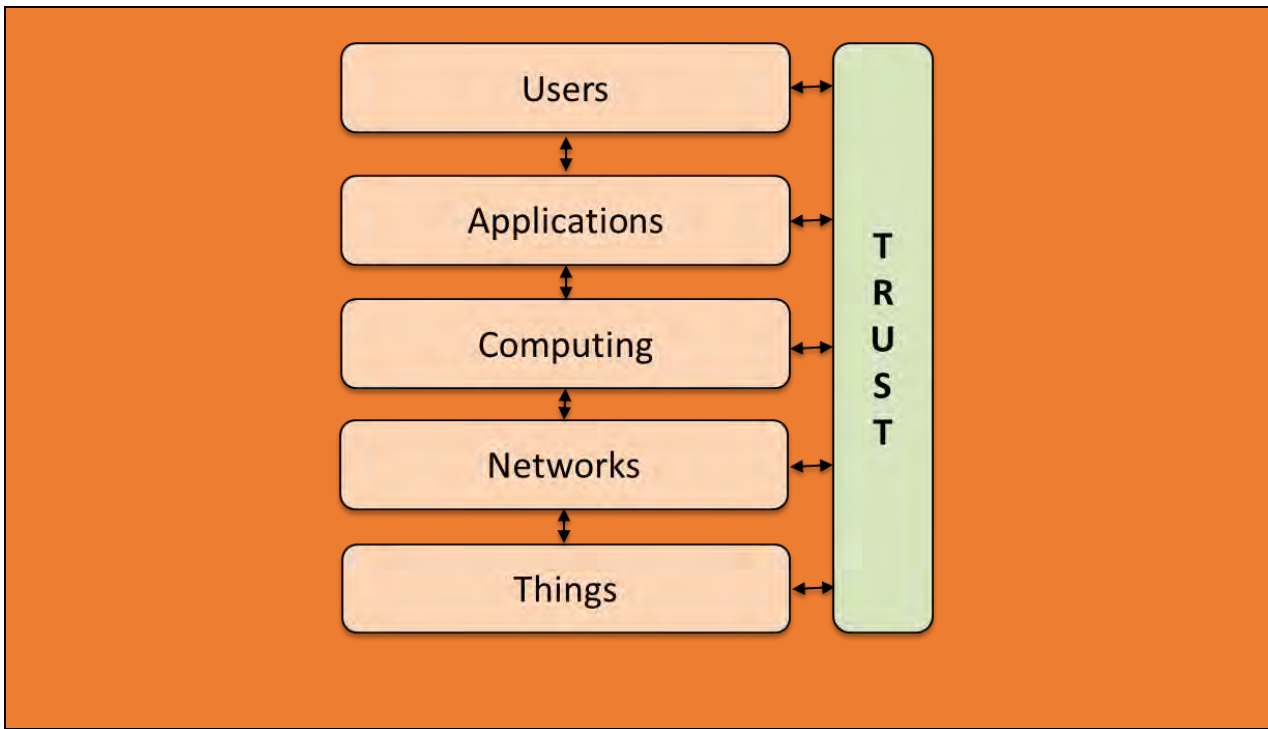 Users
Applications
Computing
Networks
Things
T
R
U
S
T